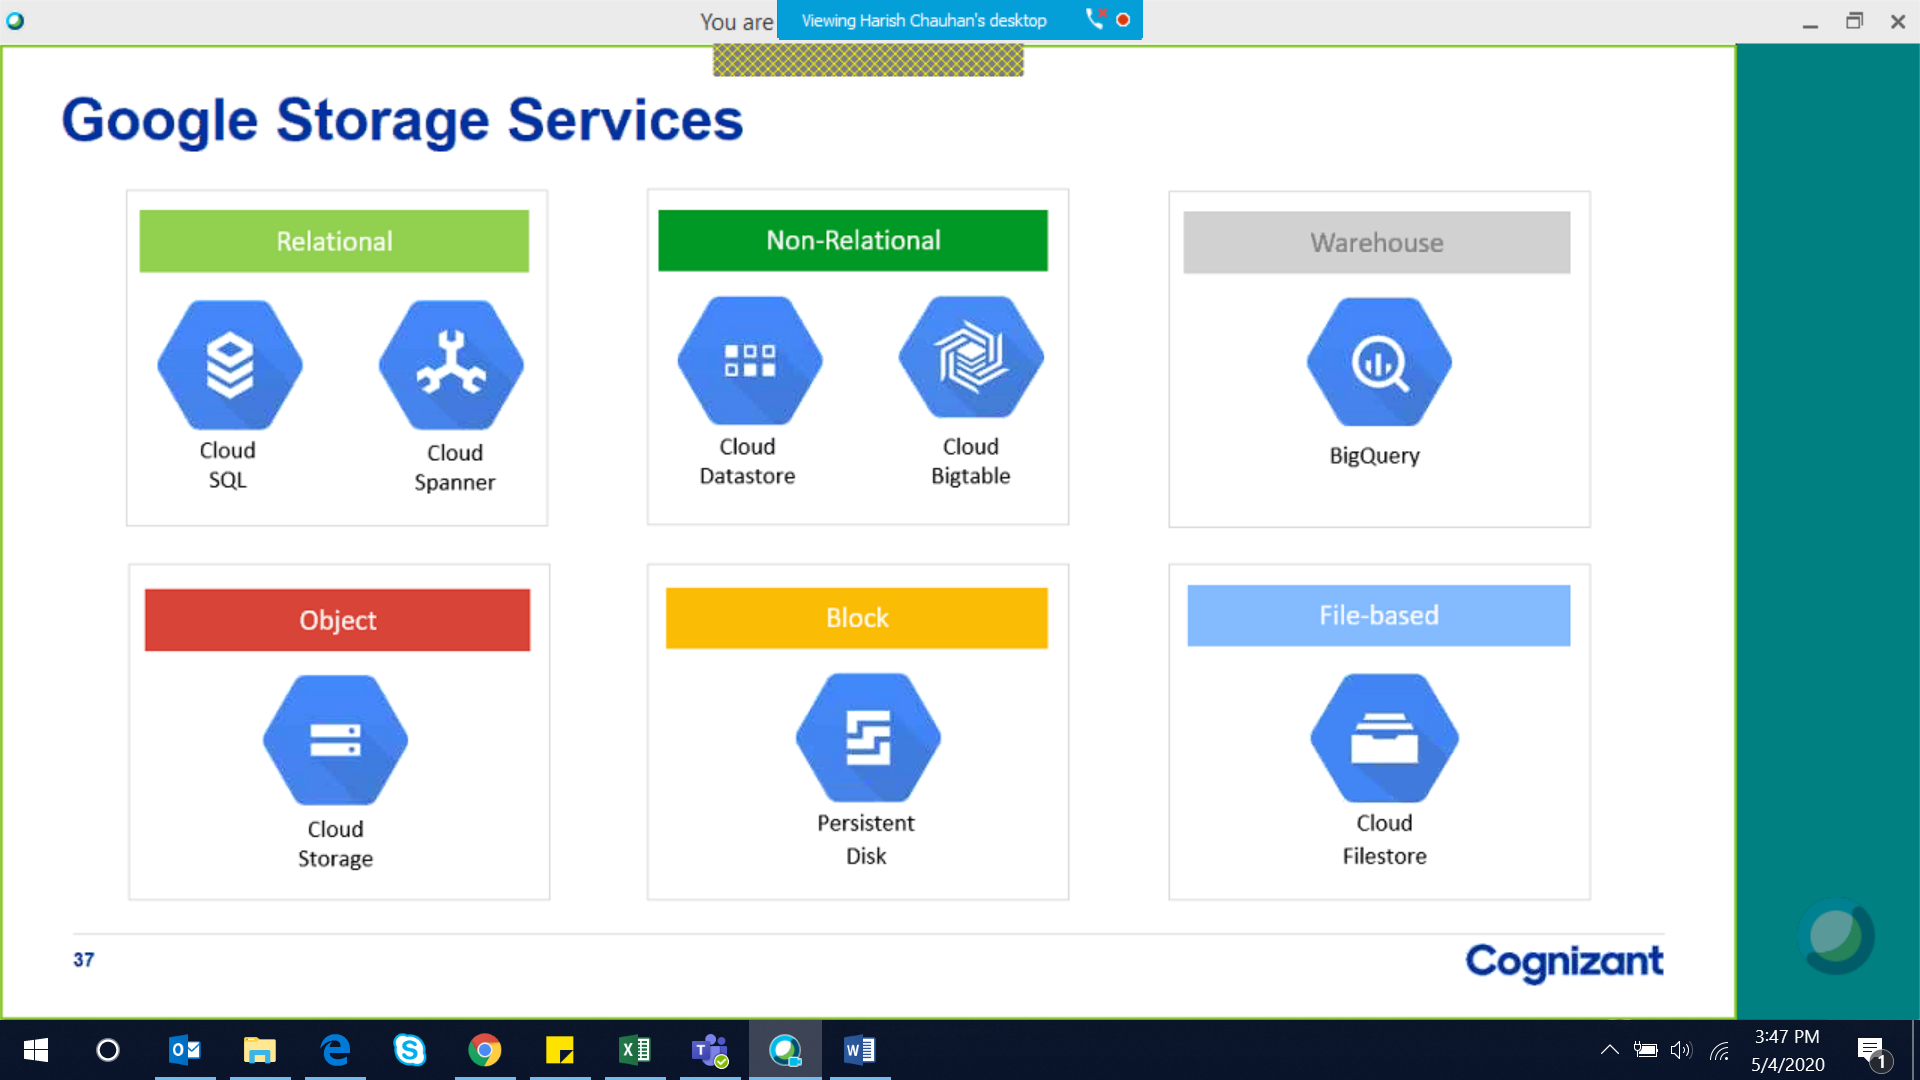 You are
Viewing Harish Chauhan's desktop
Google Storage Services
Relational
Cloud
SQL
Cloud
Spanner
Non-Relational
Cloud
Datastore
Cloud
Bigtable
Warehouse
BigQuery
Object
Cloud
Storage
Block
Persistent
Disk
File-based
Cloud
Filestore
37
Cognizant
3:47 PM
5/4/2020
1